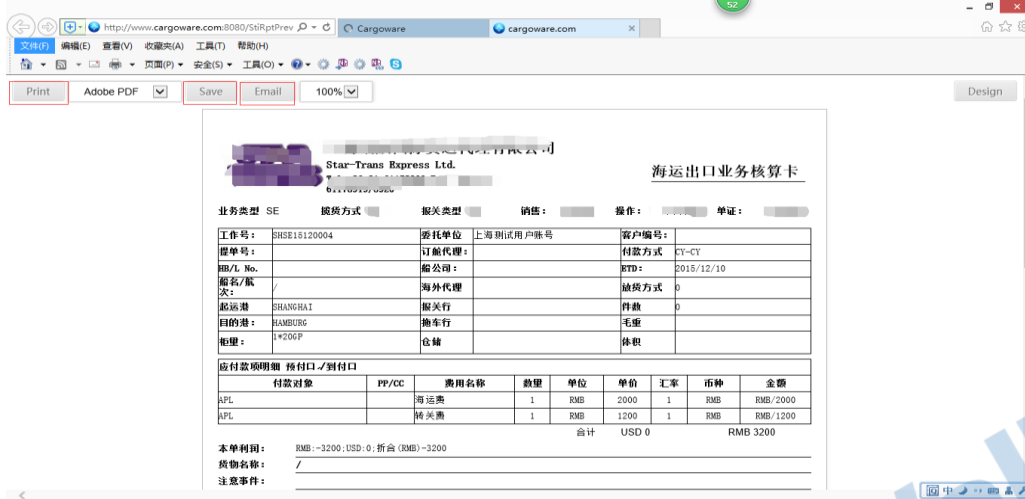 52
http://www.cargoware.com:8080/StiRptPrev
Cargoware
cargoware.com
文件(F) 编辑(E) 查看(V) 收藏夹(A) 工具(T) 帮助(H)
页面(P) 安全(S) 工具(O)
Print Adobe PDF Save Email 100% Design
Star-Trans Express Ltd.
海运出口业务核算卡
业务类型 SE 揽货方式 报关类型 销售： 操作： 单证：
工作号： SHSE15120004 委托单位 上海测试用户账号 客户编号：
提单号： 订舱代理： 付款方式 CY-CY
HB/L No. 船公司： ETD： 2015/12/10
船名/航次： / 海外代理 放货方式 0
起运港 SHANGHAI 报关行 件数 0
目的港： HAMBURG 拖车行 毛重
柜量： 1*20GP 仓储 体积
应付款项明细 预付口√到付口
付款对象 PP/CC 费用名称 数量 单位 单价 汇率 币种 金额
APL 海运费 1 RMB 2000 1 RMB RMB/2000
APL 转关费 1 RMB 1200 1 RMB RMB/1200
合计 USD 0 RMB 3200
本单利润： RMB:-3200;USD:0;折合(RMB)-3200
货物名称： /
注意事件：
中